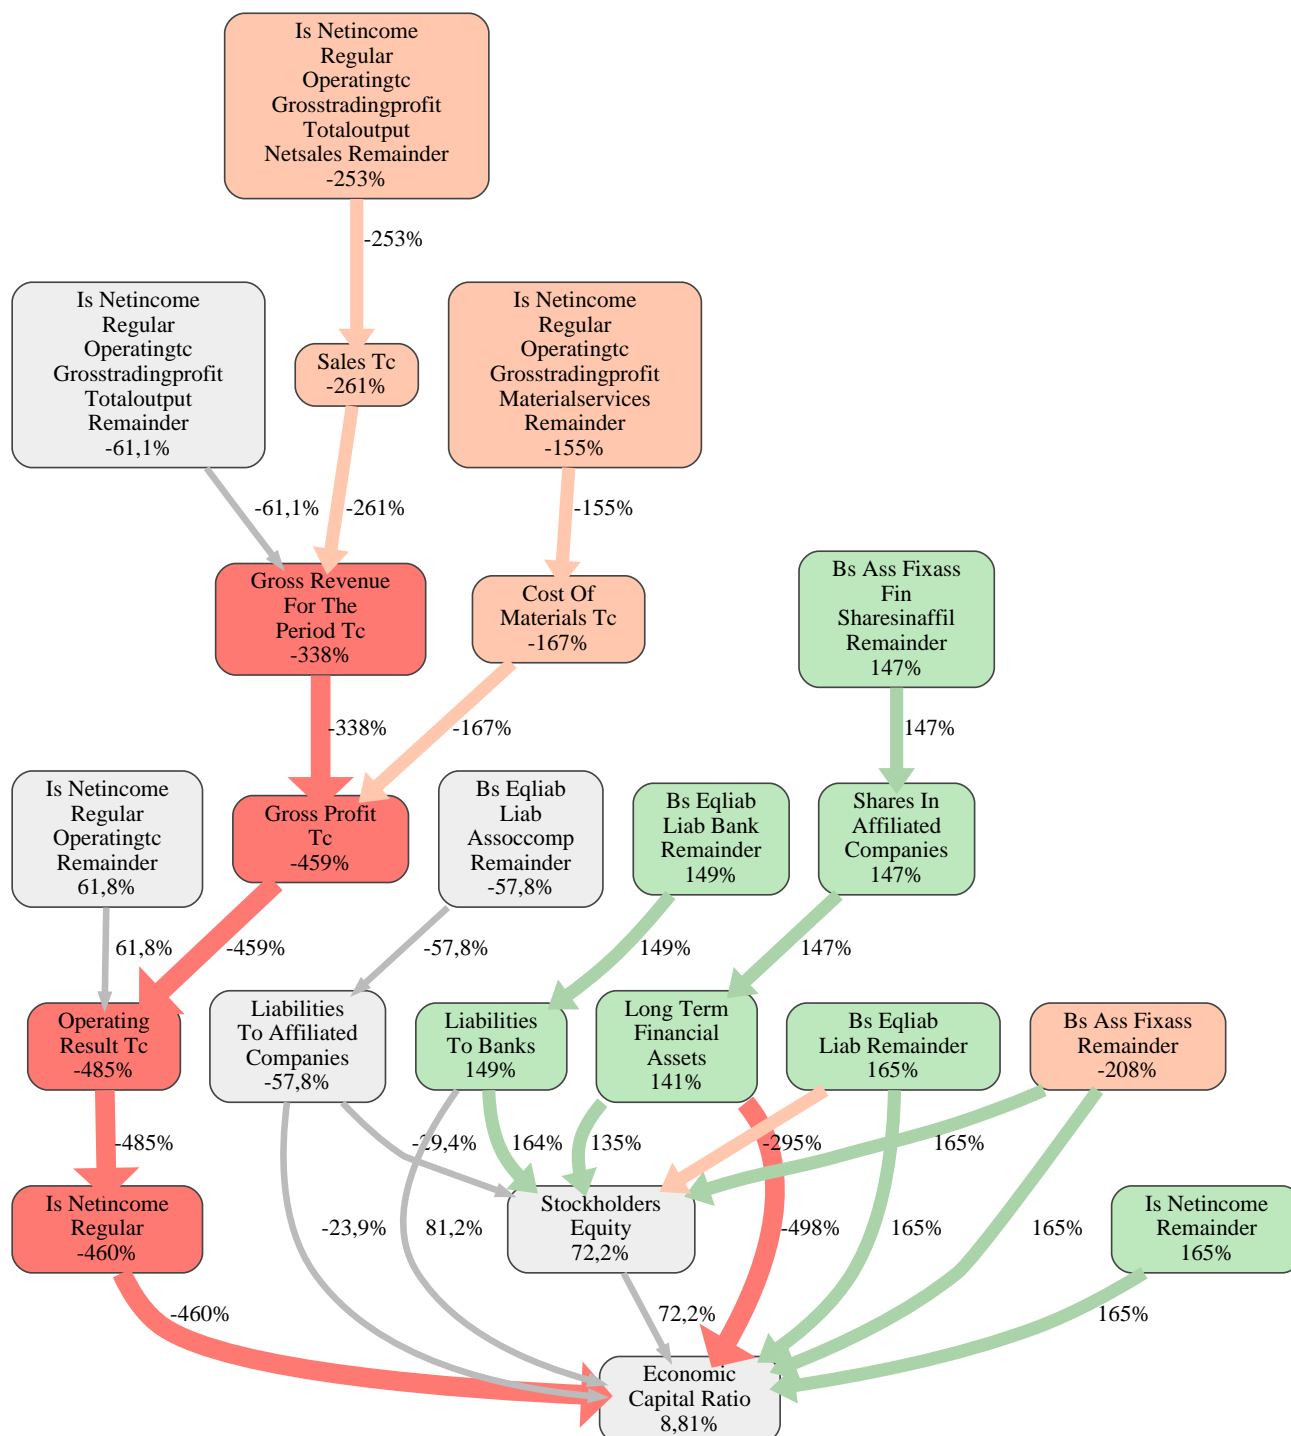 Is Netincome
Regular
Operatingtc
Grosstradingprofit
Totaloutput
Netsales Remainder
-253%
-253%
Is Netincome
Regular
Operatingtc
Grosstradingprofit
Totaloutput
Remainder
-61,1%
Sales Tc
-261%
Is Netincome
Regular
Operatingtc
Grosstradingprofit
Materialservices
Remainder
-155%
-61,1%
-261%
-155%
Gross Revenue
For The
Period Tc
-338%
Cost Of
Materials Tc
-167%
Bs Ass Fixass
Fin
Sharesinaffil
Remainder
147%
-338%
-167%
147%
Is Netincome
Regular
Operatingtc
Remainder
61,8%
Gross Profit
Tc
-459%
Bs Eqliab
Liab
Assoccomp
Remainder
-57,8%
Bs Eqliab
Liab Bank
Remainder
149%
Shares In
Affiliated
Companies
147%
61,8%
-459%
-57,8%
149%
147%
Operating
Result Tc
-485%
Liabilities
To Affiliated
Companies
-57,8%
Liabilities
To Banks
149%
Long Term
Financial
Assets
141%
Bs Eqliab
Liab Remainder
165%
Bs Ass Fixass
Remainder
-208%
-485%
-29,4%
164%
135%
-295%
165%
Is Netincome
Regular
-460%
-23,9%
81,2%
Stockholders
Equity
72,2%
-498%
165%
165%
Is Netincome
Remainder
165%
-460%
72,2%
165%
Economic
Capital Ratio
8,81%